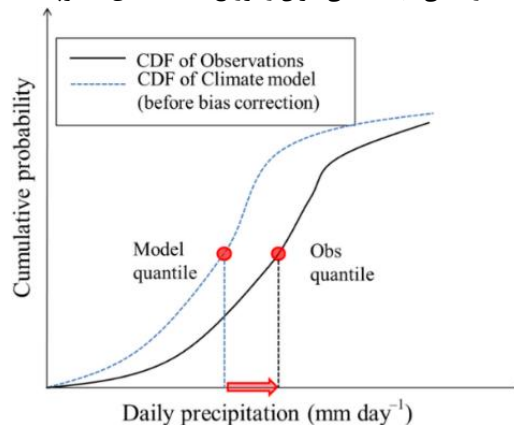 CDF of Observations
CDF of Climate model
(before bias correction)
Cumulative probability
Model
quantile
Obs
quantile
Daily precipitation (mm day⁻¹)